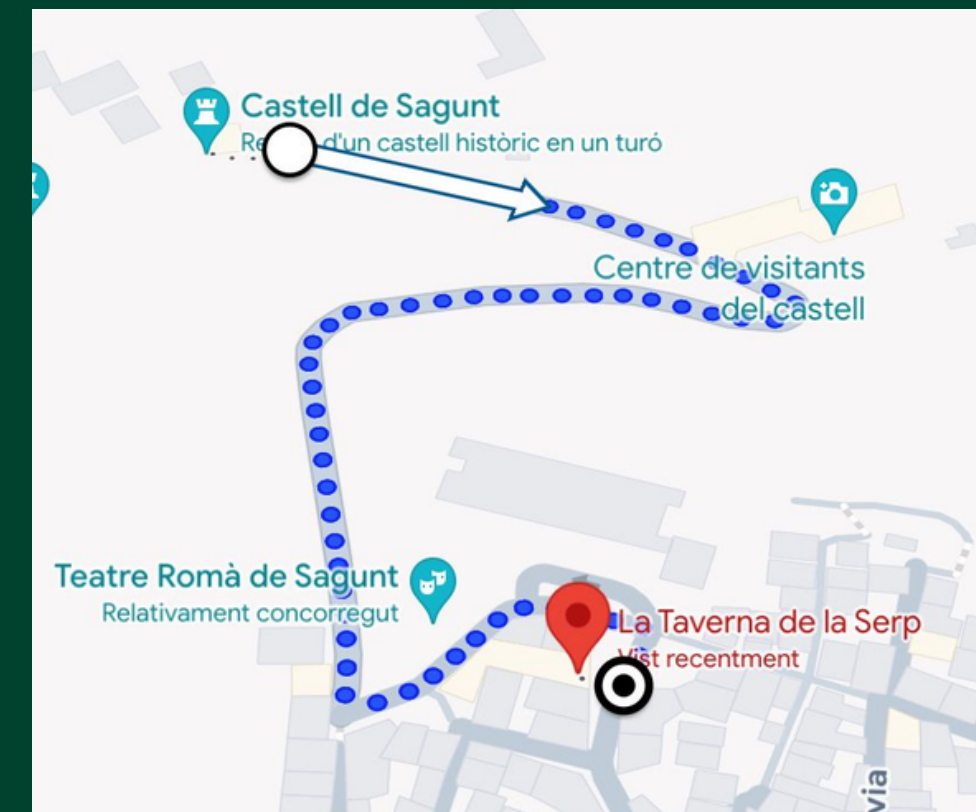 Castell de Sagunt
d'un castell històric en un turó
Centre de visitants
del castell
Teatre Romà de Sagunt
Relativament concorregut
La Taverna de la Serp
Vist recentment
via